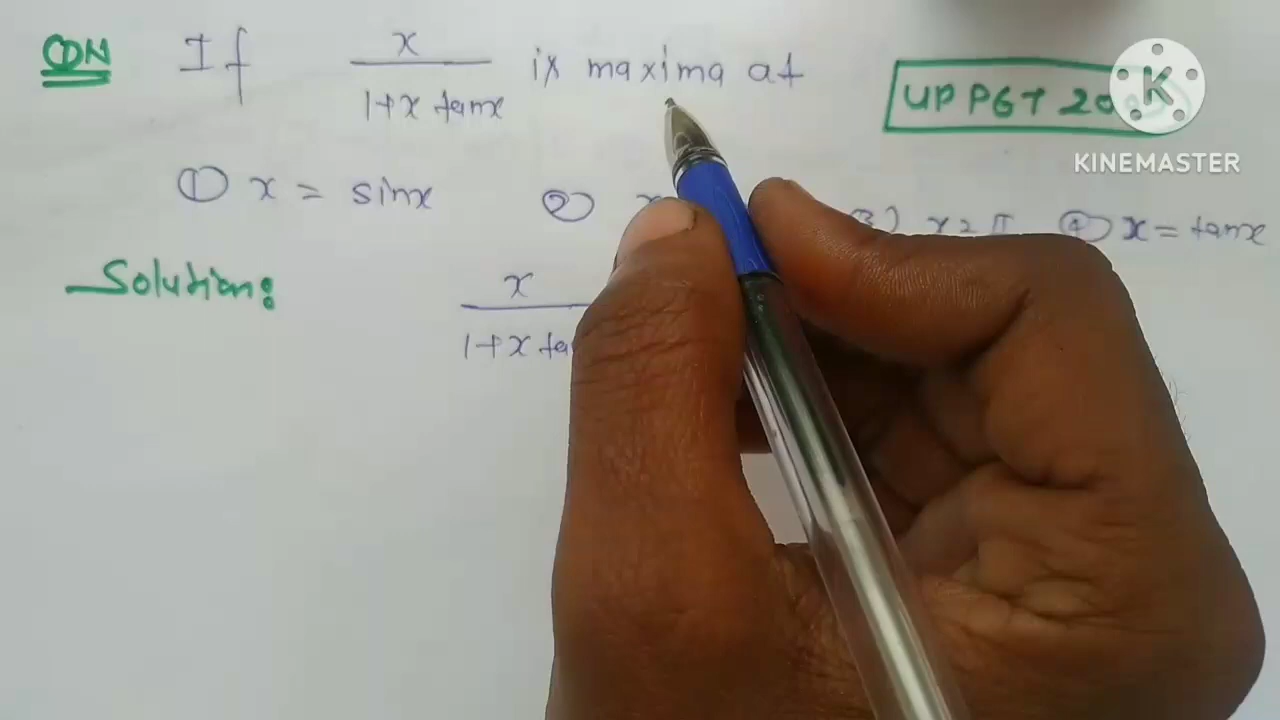 QN If x/1+x tanx is maxima at
UP PGT 20
K
KINEMASTER
① x = sinx ② ③ x = π ④ x = tanx
Solution: x/1+x